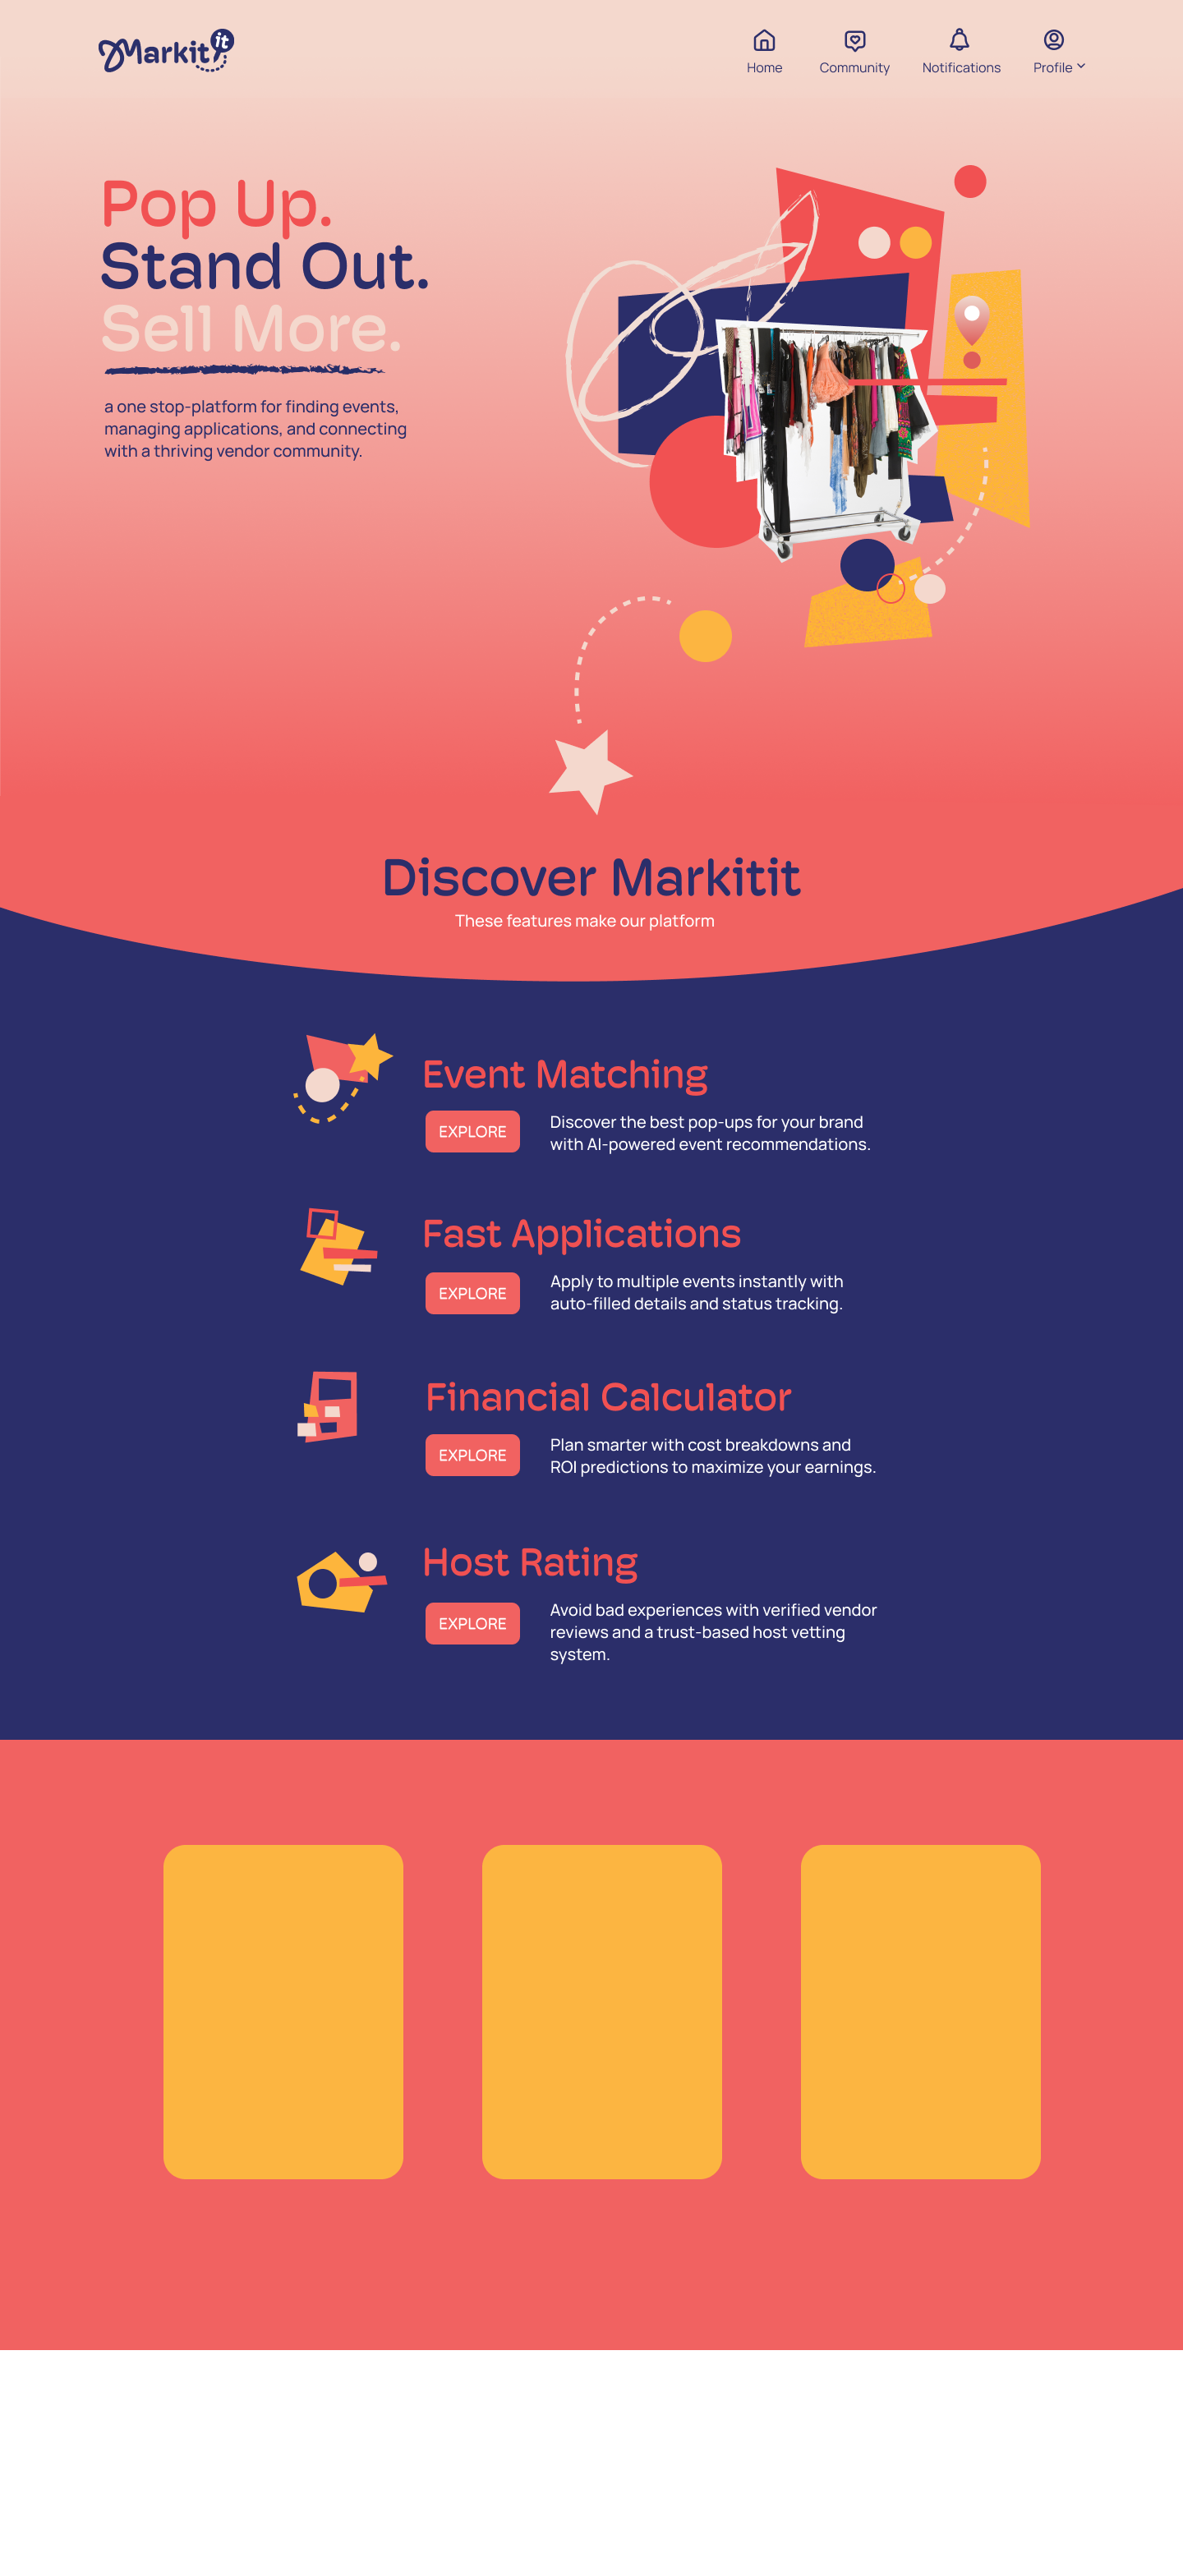 Markit it
Home
Community
Notifications
Profile
Pop Up.
Stand Out.
Sell More.
a one stop-platform for finding events,
managing applications, and connecting
with a thriving vendor community.
Discover Markitit
These features make our platform
Event Matching
EXPLORE
Discover the best pop-ups for your brand
with AI-powered event recommendations.
Fast Applications
EXPLORE
Apply to multiple events instantly with
auto-filled details and status tracking.
Financial Calculator
EXPLORE
Plan smarter with cost breakdowns and
ROI predictions to maximize your earnings.
Host Rating
EXPLORE
Avoid bad experiences with verified vendor
reviews and a trust-based host vetting
system.